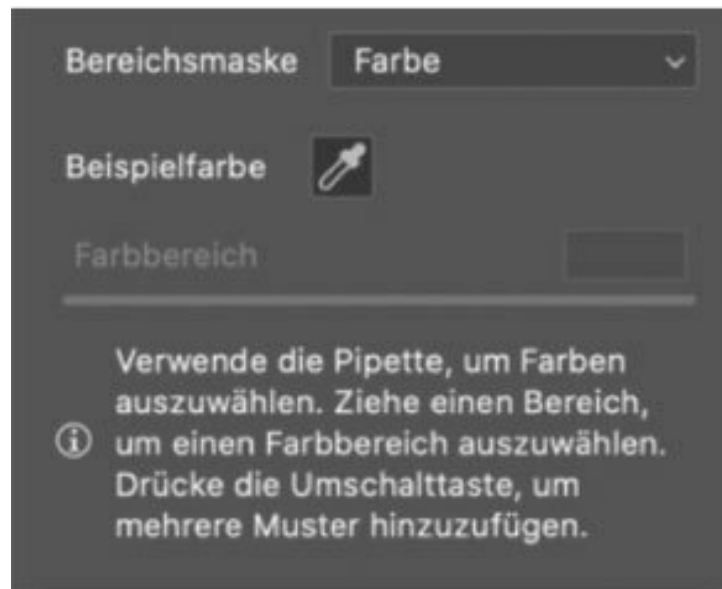 Bereichsmaske Farbe
Beispielfarbe
Farbbereich
Verwende die Pipette, um Farben
auszuwählen. Ziehe einen Bereich,
um einen Farbbereich auszuwählen.
Drücke die Umschalttaste, um
mehrere Muster hinzuzufügen.